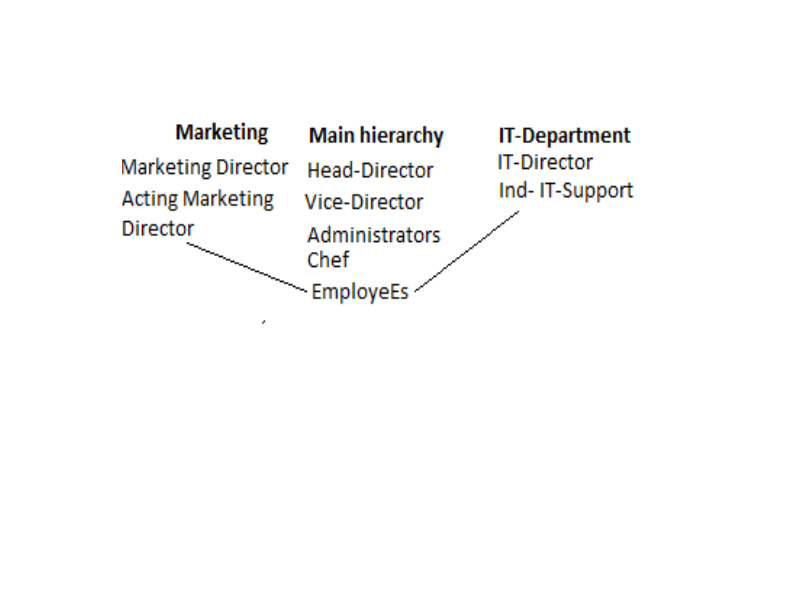 Marketing
Marketing Director
Acting Marketing
Director
Main hierarchy
Head-Director
Vice-Director
Administrators
Chef
EmployeEs
IT-Department
IT-Director
Ind- IT-Support